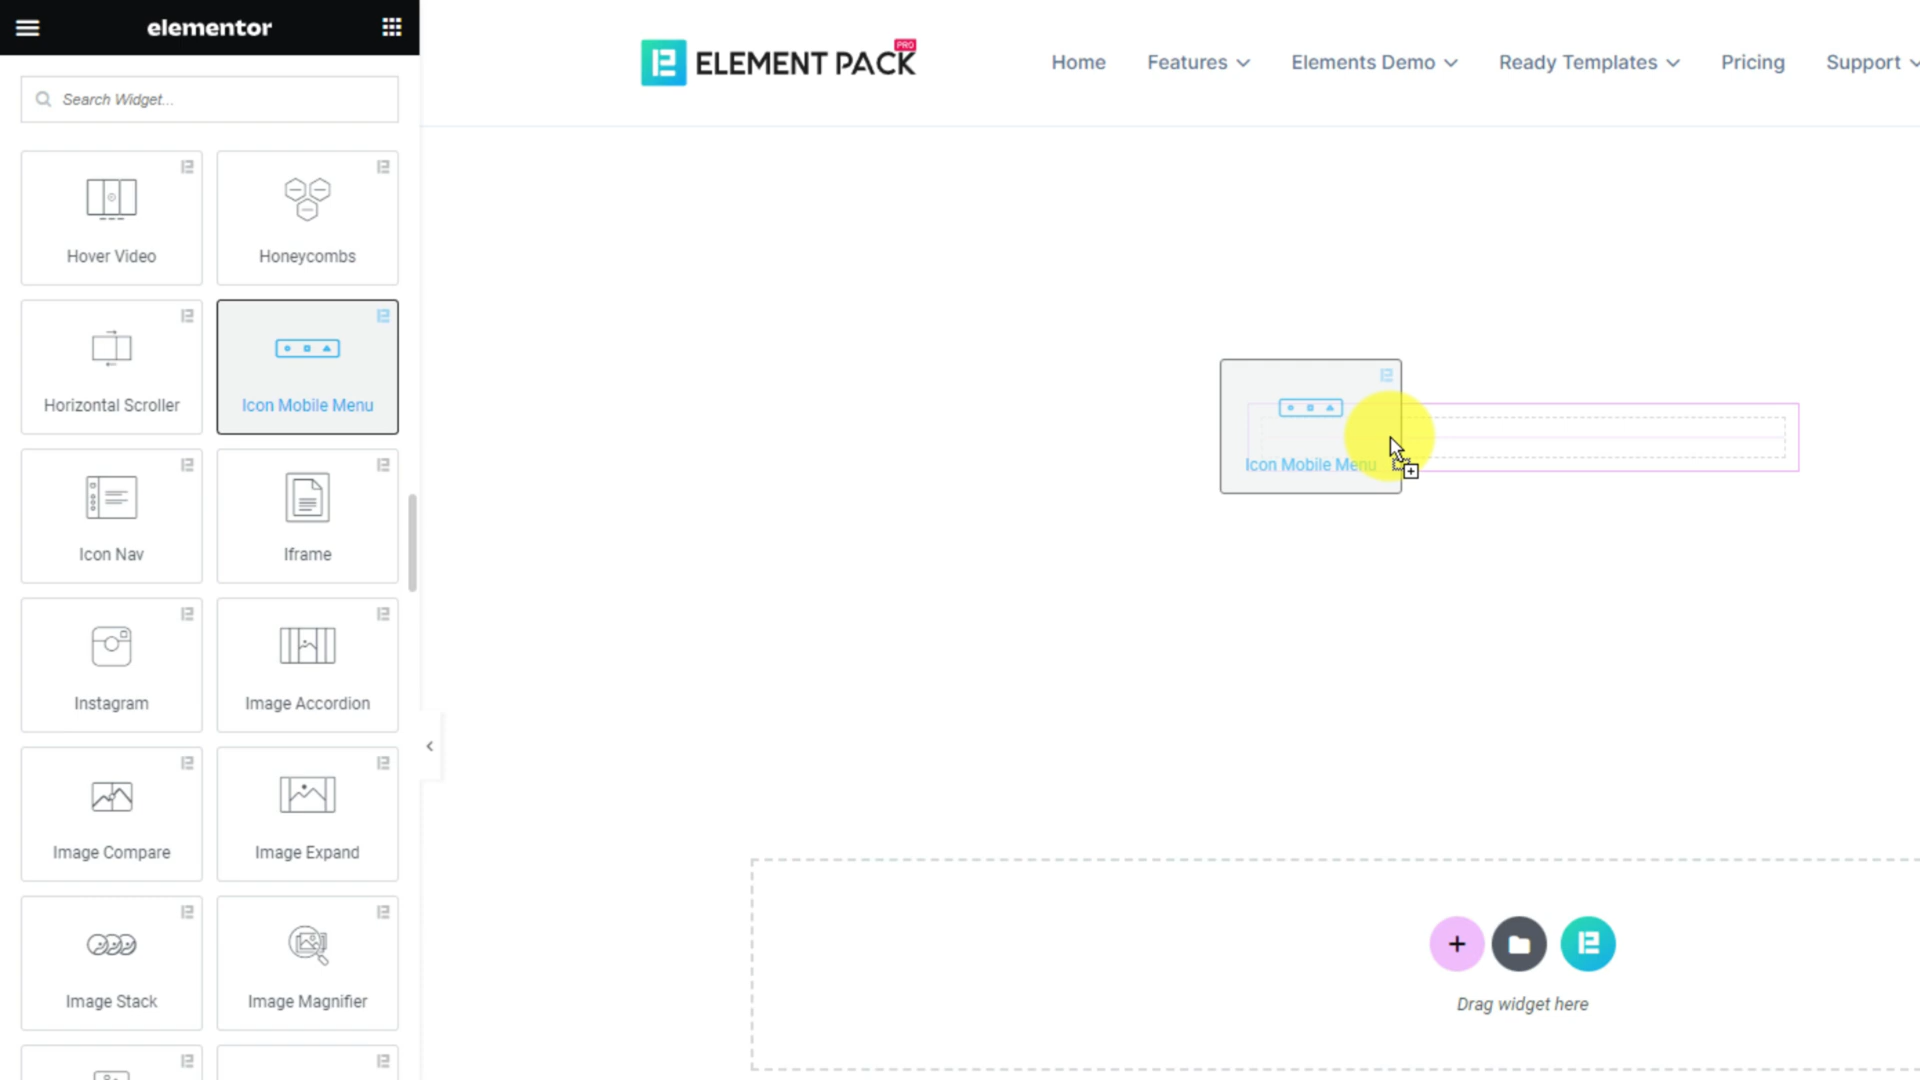 elementor
Search Widget...
Hover Video
Honeycombs
Horizontal Scroller
Icon Mobile Menu
Icon Nav
Iframe
Instagram
Image Accordion
Image Compare
Image Expand
Image Stack
Image Magnifier
ELEMENT PACK PRO
Home Features Elements Demo Ready Templates Pricing Support
Icon Mobile Menu
Drag widget here